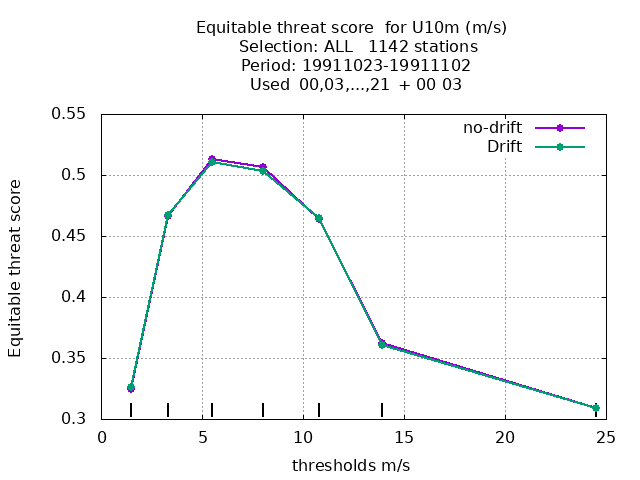 Equitable threat score  for U10m (m/s)
Selection: ALL   1142 stations
Period: 19911023-19911102
Used  00,03,...,21  + 00 03
no-drift
Drift
Equitable threat score
0.55
0.5
0.45
0.4
0.35
0.3
0 5 10 15 20 25
thresholds m/s